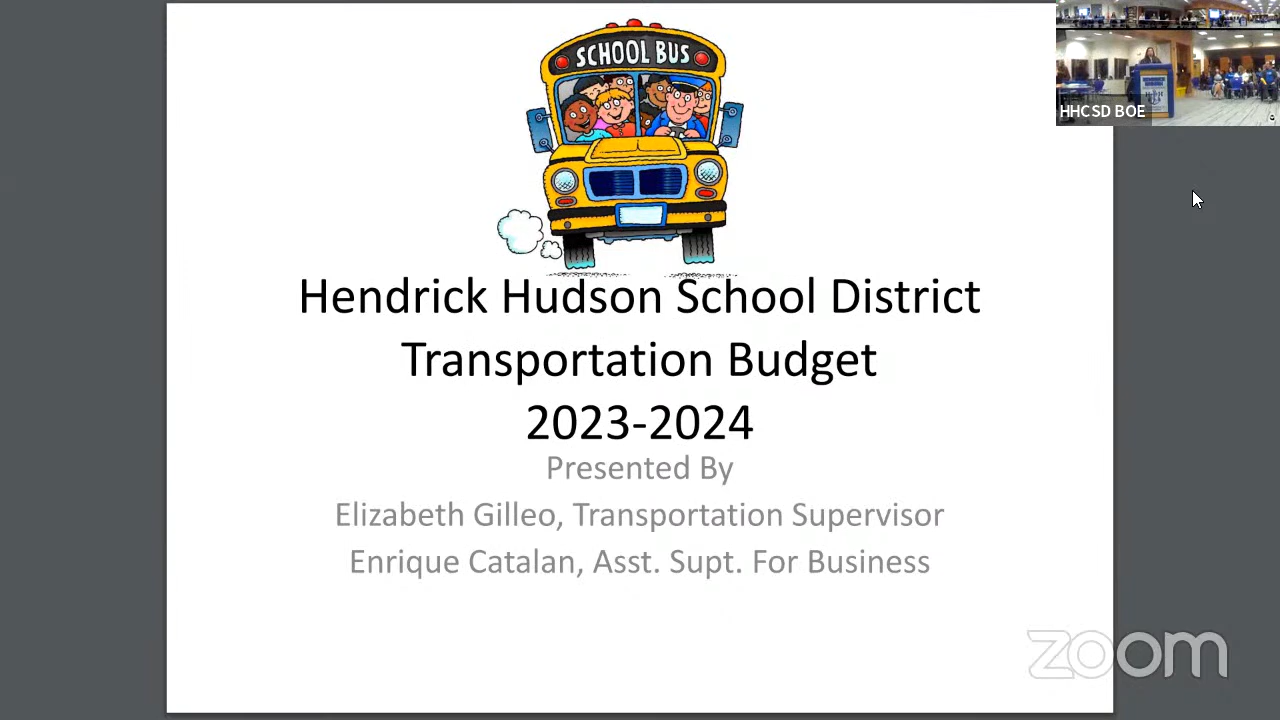 SCHOOL BUS
HHCSD BOE
Hendrick Hudson School District
Transportation Budget
2023-2024
Presented By
Elizabeth Gilleo, Transportation Supervisor
Enrique Catalan, Asst. Supt. For Business
zoom